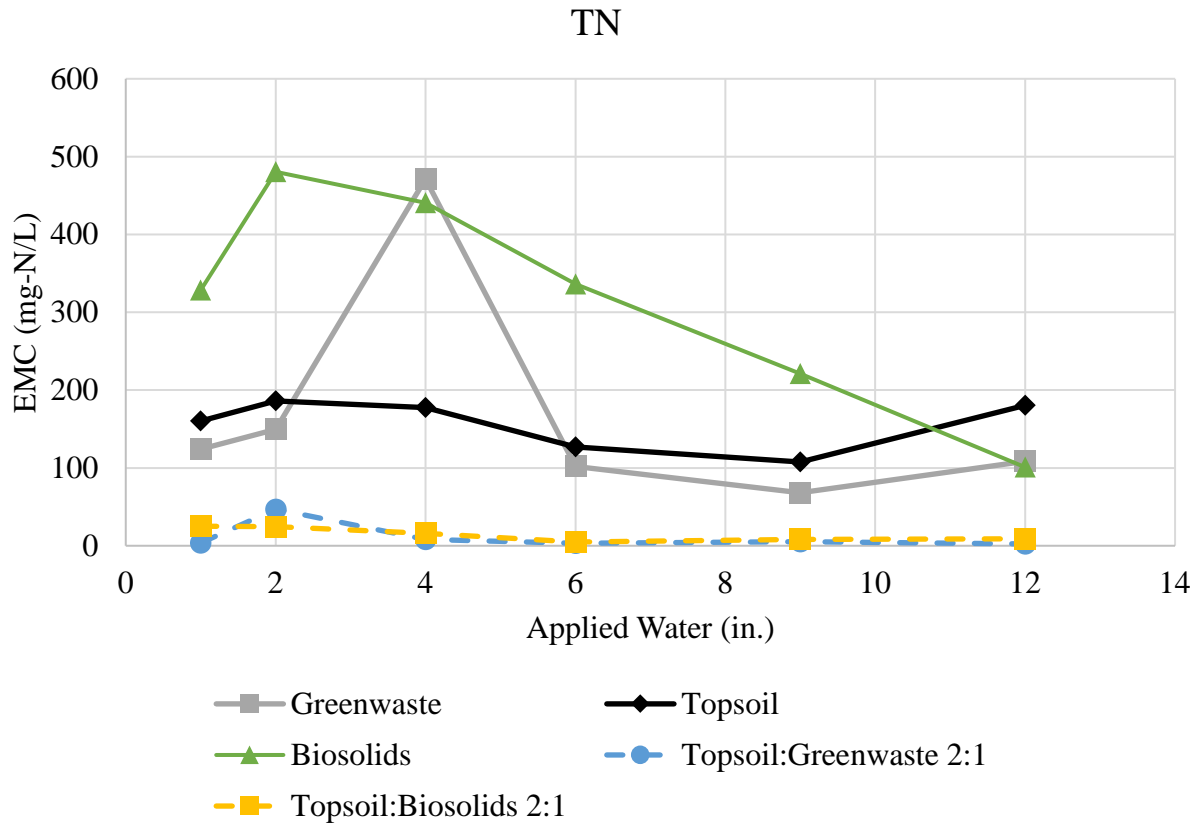 TN
600
500
400
300
200
100
0
EMC (mg-N/L)
0 2 4 6 8 10 12 14
Applied Water (in.)
Greenwaste Topsoil
Biosolids Topsoil:Greenwaste 2:1
Topsoil:Biosolids 2:1